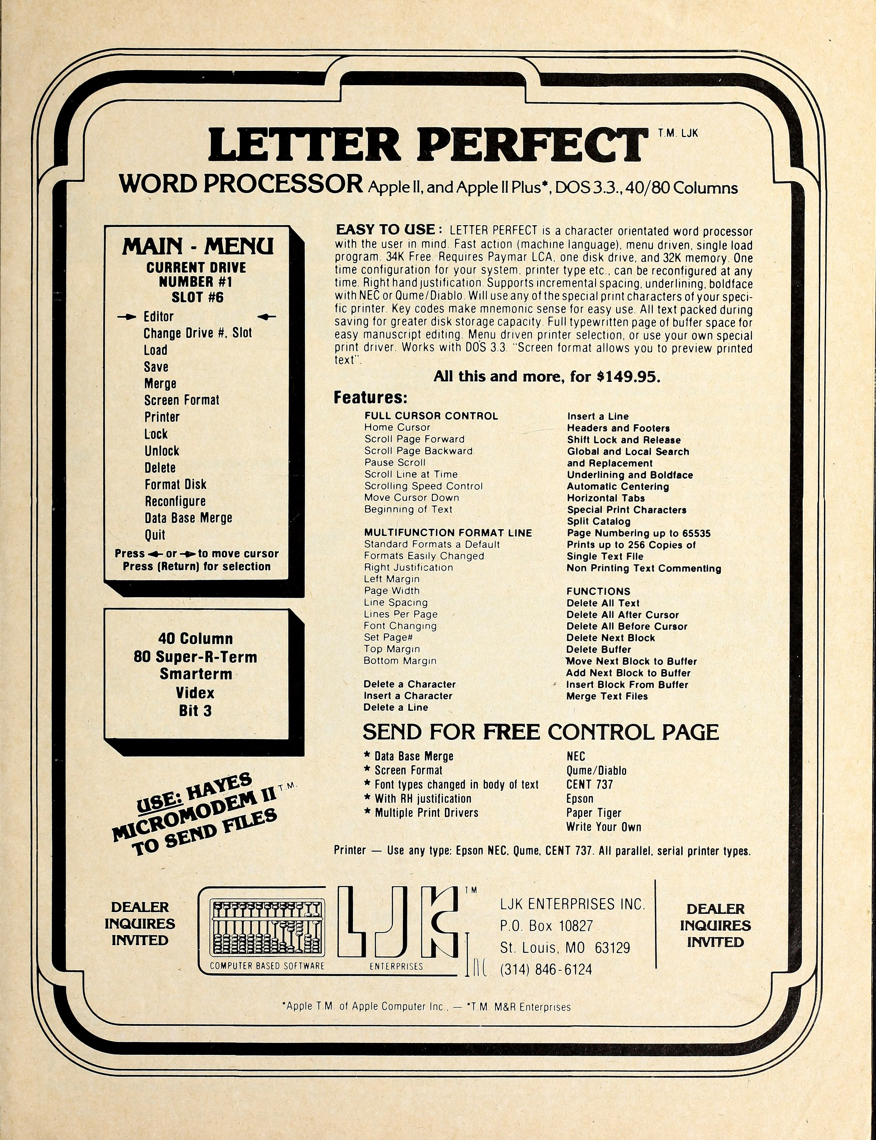 LETTER PERFECT T.M. LJK
WORD PROCESSOR Apple II, and Apple II Plus*, DOS 3.3., 40/80 Columns
MAIN - MENU
CURRENT DRIVE
NUMBER #1
SLOT #6
→ Editor ←
Change Drive #, Slot
Load
Save
Merge
Screen Format
Printer
Lock
Unlock
Delete
Format Disk
Reconfigure
Data Base Merge
Quit
Press ← or → to move cursor
Press (Return) for selection
40 Column
80 Super-R-Term
Smarterm
Videx
Bit 3
USE: HAYES
MICROMODEM II T.M.
TO SEND FILES
EASY TO USE : LETTER PERFECT is a character orientated word processor
with the user in mind. Fast action (machine language), menu driven, single load
program. 34K Free. Requires Paymar LCA, one disk drive, and 32K memory. One
time configuration for your system, printer type etc., can be reconfigured at any
time. Right hand justification. Supports incremental spacing, underlining, boldface
with NEC or Qume/Diablo. Will use any of the special print characters of your speci-
fic printer. Key codes make mnemonic sense for easy use. All text packed during
saving for greater disk storage capacity. Full typewritten page of buffer space for
easy manuscript editing. Menu driven printer selection, or use your own special
print driver. Works with DOS 3.3. "Screen format allows you to preview printed
text".
All this and more, for $149.95.
Features:
FULL CURSOR CONTROL
Home Cursor
Scroll Page Forward
Scroll Page Backward
Pause Scroll
Scroll Line at Time
Scrolling Speed Control
Move Cursor Down
Beginning of Text
MULTIFUNCTION FORMAT LINE
Standard Formats a Default
Formats Easily Changed
Right Justification
Left Margin
Page Width
Line Spacing
Lines Per Page
Font Changing
Set Page#
Top Margin
Bottom Margin
Delete a Character
Insert a Character
Delete a Line
Insert a Line
Headers and Footers
Shift Lock and Release
Global and Local Search
and Replacement
Underlining and Boldface
Automatic Centering
Horizontal Tabs
Special Print Characters
Split Catalog
Page Numbering up to 65535
Prints up to 256 Copies of
Single Text File
Non Printing Text Commenting
FUNCTIONS
Delete All Text
Delete All After Cursor
Delete All Before Cursor
Delete Next Block
Delete Buffer
Move Next Block to Buffer
Add Next Block to Buffer
Insert Block From Buffer
Merge Text Files
SEND FOR FREE CONTROL PAGE
* Data Base Merge
* Screen Format
* Font types changed in body of text
* With RH justification
* Multiple Print Drivers
NEC
Qume/Diablo
CENT 737
Epson
Paper Tiger
Write Your Own
Printer — Use any type: Epson NEC, Qume, CENT 737. All parallel, serial printer types.
DEALER
INQUIRES
INVITED
LJK TM
COMPUTER BASED SOFTWARE ENTERPRISES Inc
LJK ENTERPRISES INC.
P.O. Box 10827
St. Louis, MO 63129
(314) 846-6124
DEALER
INQUIRES
INVITED
*Apple T.M. of Apple Computer Inc., — *T.M. M&R Enterprises